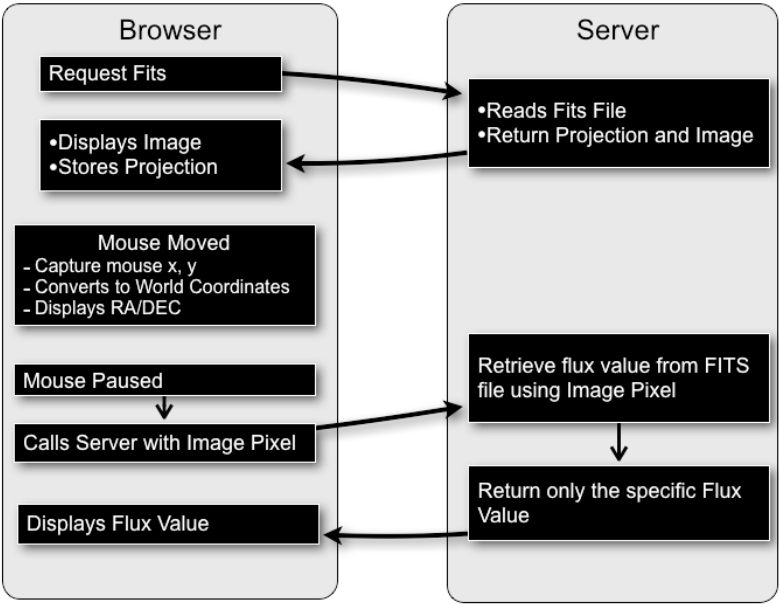 Browser
Request Fits
•Displays Image
•Stores Projection
Mouse Moved
- Capture mouse x, y
- Converts to World Coordinates
- Displays RA/DEC
Mouse Paused
Calls Server with Image Pixel
Displays Flux Value
Server
•Reads Fits File
•Return Projection and Image
Retrieve flux value from FITS
file using Image Pixel
Return only the specific Flux
Value